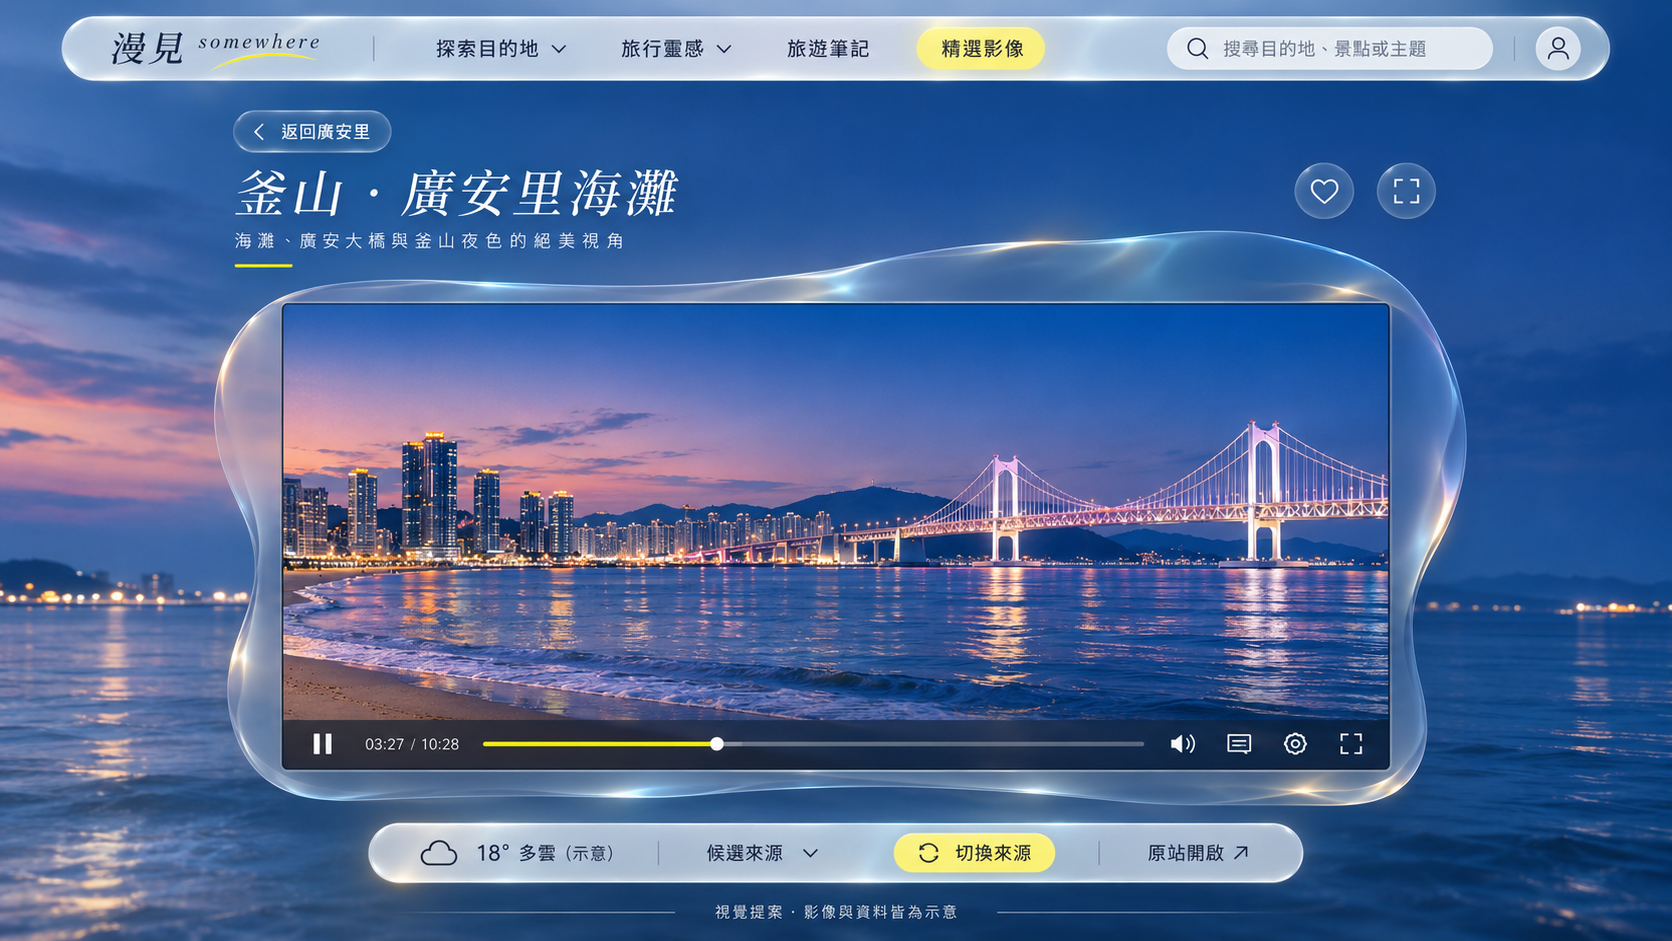 漫見 somewhere 探索目的地 旅行靈感 旅遊筆記 精選影像 搜尋目的地、景點或主題
返回廣安里
釜山・廣安里海灘
海灘、廣安大橋與釜山夜色的絕美視角
03:27 / 10:28
18° 多雲（示意） 候選來源 切換來源 原站開啟
視覺提案・影像與資料皆為示意